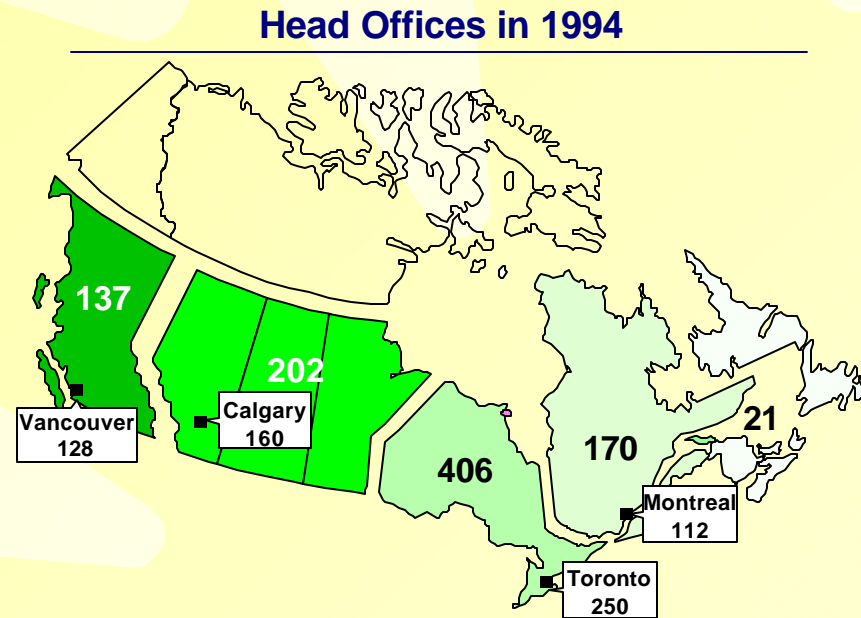 Head Offices in 1994
137
202
Vancouver
128
Calgary
160
406
170
21
Montreal
112
Toronto
250